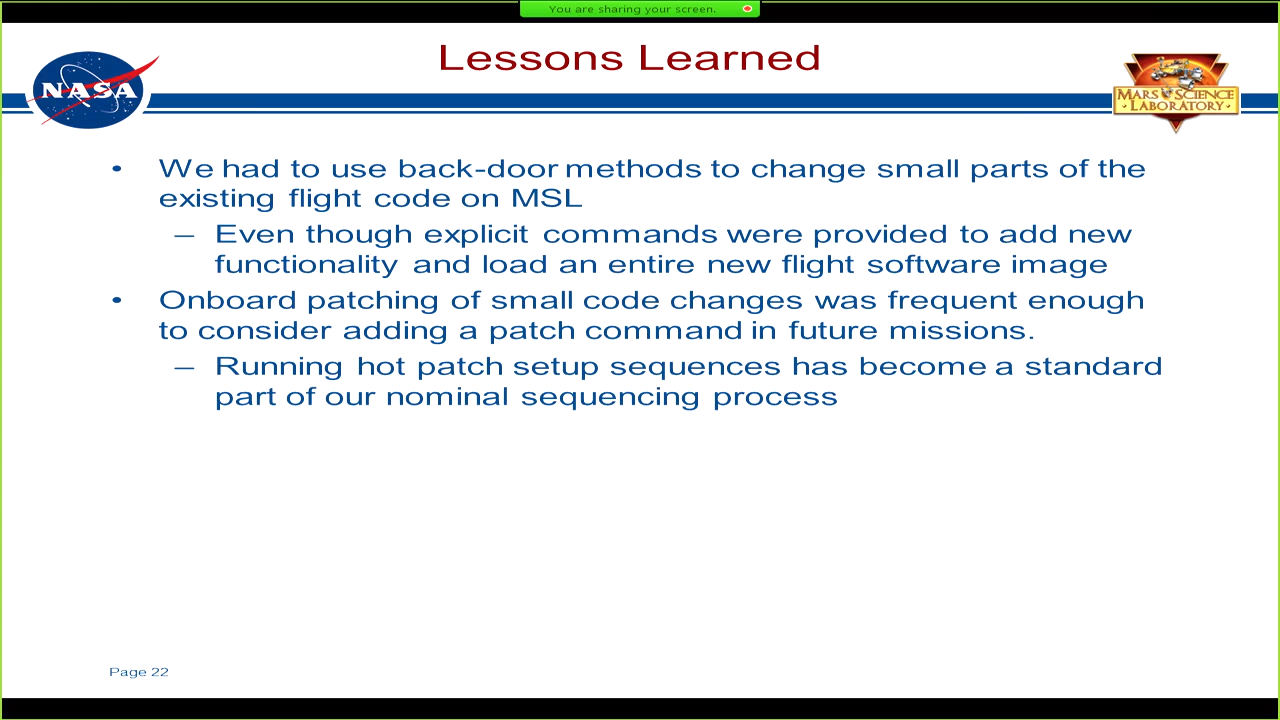 You are sharing your screen.
Lessons Learned
NASA
MARS SCIENCE
LABORATORY
• We had to use back-door methods to change small parts of the
existing flight code on MSL
– Even though explicit commands were provided to add new
functionality and load an entire new flight software image
• Onboard patching of small code changes was frequent enough
to consider adding a patch command in future missions.
– Running hot patch setup sequences has become a standard
part of our nominal sequencing process
Page 22